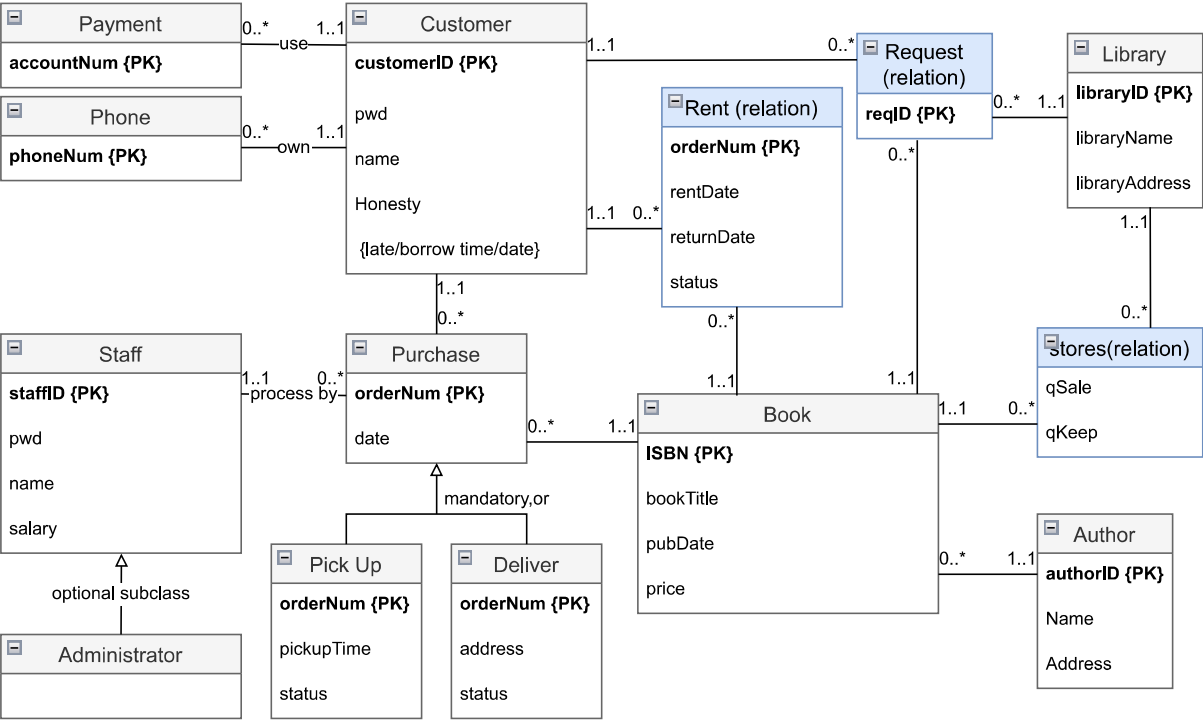 Payment
accountNum {PK}
0..* 1..1
use
Phone
phoneNum {PK}
0..* 1..1
own
Customer
customerID {PK}
pwd
name
Honesty
{late/borrow time/date}
1..1 0..*
Request
(relation)
reqID {PK}
0..* 1..1
Library
libraryID {PK}
libraryName
libraryAddress
Rent (relation)
orderNum {PK}
rentDate
returnDate
status
1..1 0..*
0..*
1..1
0..*
1..1
1..1
0..*
1..1
0..*
Staff
staffID {PK}
pwd
name
salary
1..1 0..*
process by
Purchase
orderNum {PK}
date
0..* 1..1
Book
ISBN {PK}
bookTitle
pubDate
price
1..1 0..*
stores(relation)
qSale
qKeep
0..* 1..1
Author
authorID {PK}
Name
Address
mandatory,or
Pick Up
orderNum {PK}
pickupTime
status
Deliver
orderNum {PK}
address
status
optional subclass
Administrator